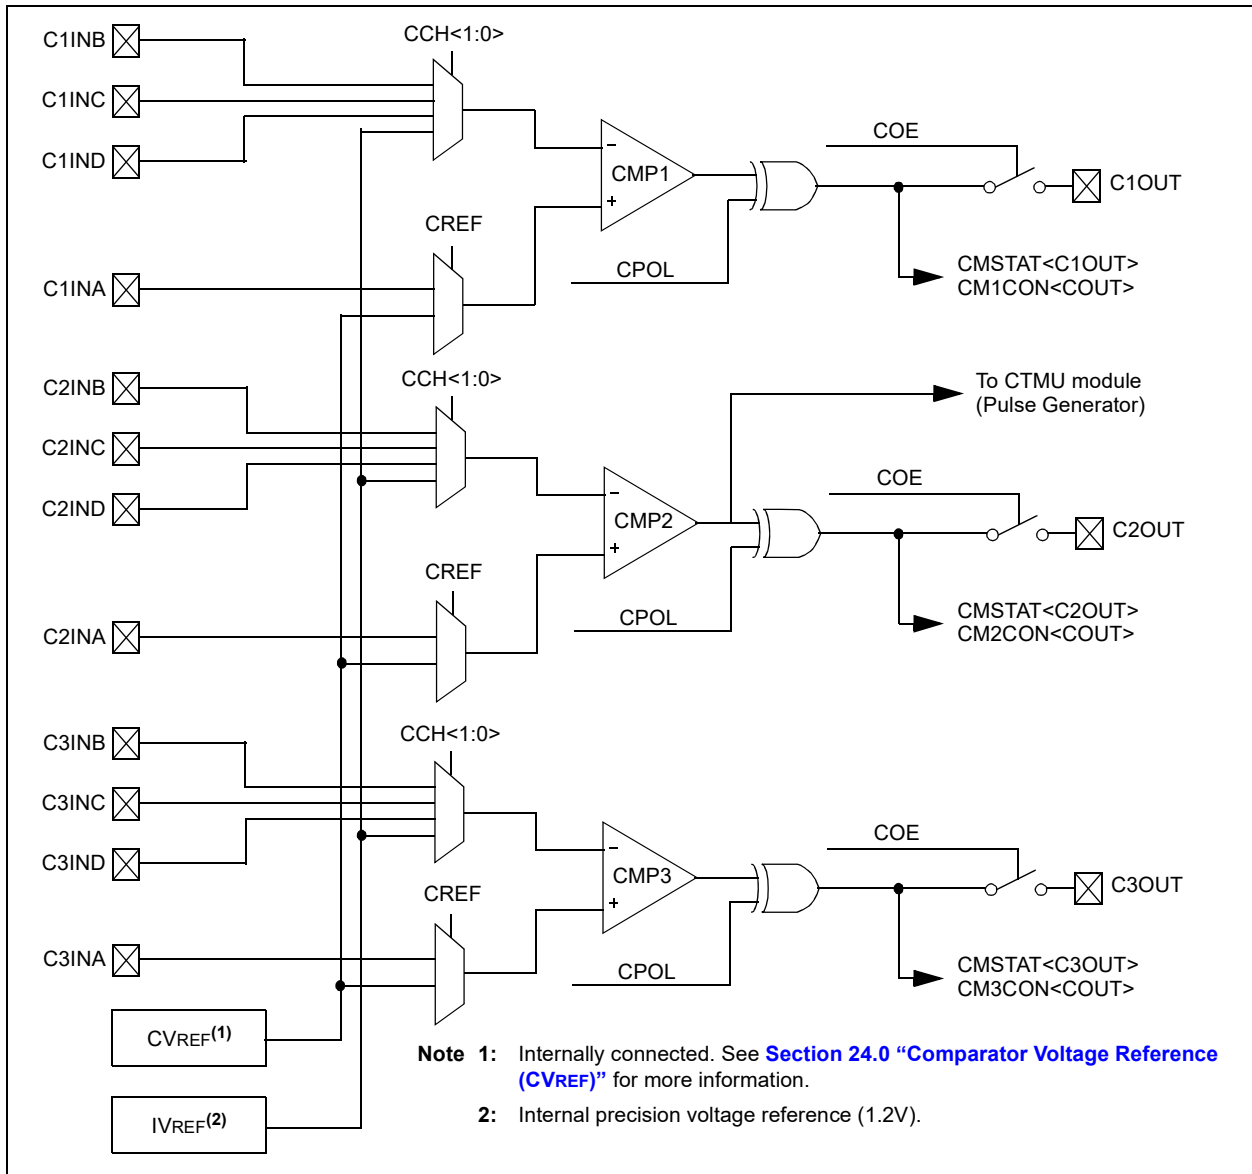 C1INB
CCH<1:0>
C1INC
C1IND
COE
CMP1
C1OUT
−
+
CREF
C1INA
CPOL
CMSTAT<C1OUT>
CM1CON<COUT>
C2INB
CCH<1:0>
To CTMU module
(Pulse Generator)
C2INC
C2IND
COE
CMP2
C2OUT
−
+
CREF
C2INA
CPOL
CMSTAT<C2OUT>
CM2CON<COUT>
C3INB
CCH<1:0>
C3INC
C3IND
COE
CMP3
C3OUT
−
+
CREF
C3INA
CPOL
CMSTAT<C3OUT>
CM3CON<COUT>
CVREF(1)
IVREF(2)
Note 1: Internally connected. See Section 24.0 “Comparator Voltage Reference
(CVREF)” for more information.
2: Internal precision voltage reference (1.2V).